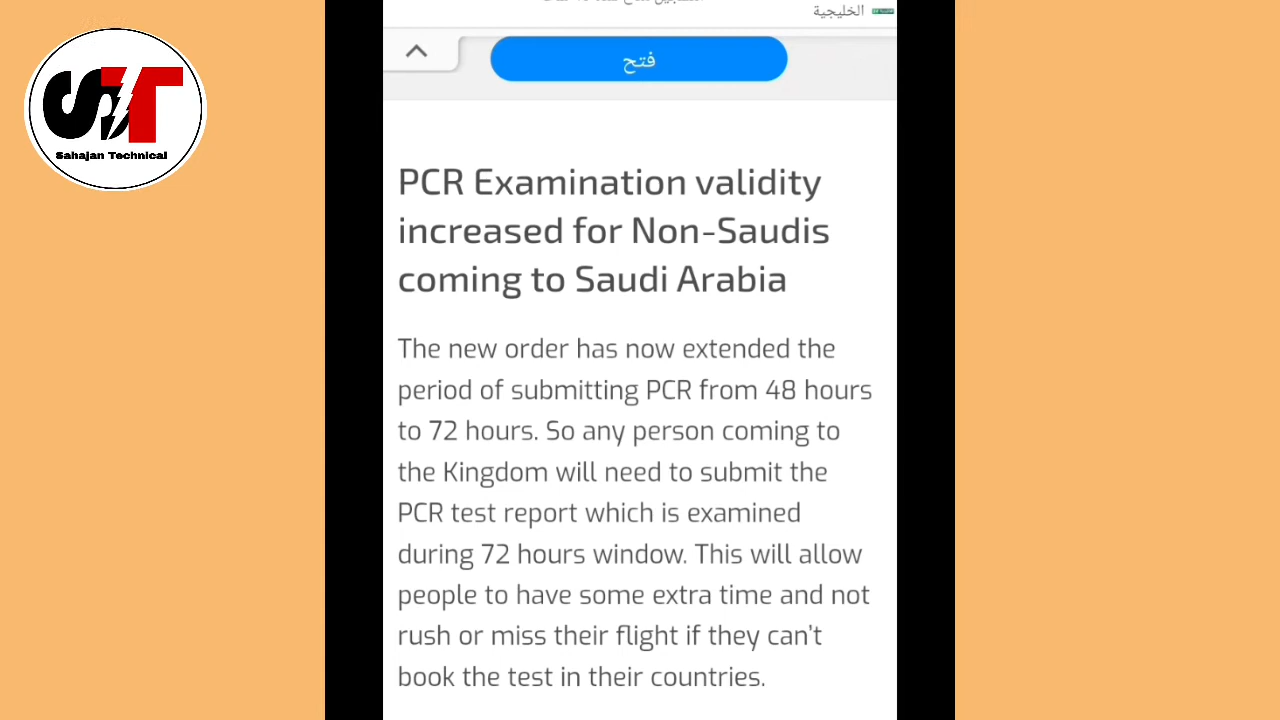 الخليجية
فتح
ST
Sahajan Technical
PCR Examination validity
increased for Non-Saudis
coming to Saudi Arabia
The new order has now extended the
period of submitting PCR from 48 hours
to 72 hours. So any person coming to
the Kingdom will need to submit the
PCR test report which is examined
during 72 hours window. This will allow
people to have some extra time and not
rush or miss their flight if they can't
book the test in their countries.